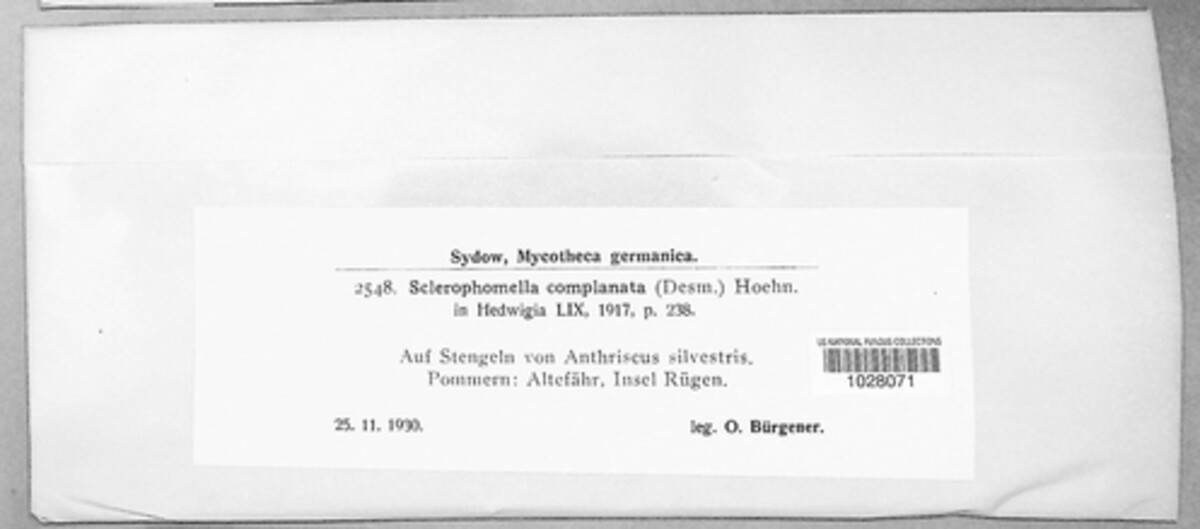 Sydow, Mycotheca germanica.
2548. Sclerophomella complanata (Desm.) Hoehn.
in Hedwigia LIX, 1917, p. 238.
Auf Stengeln von Anthriscus silvestris.
Pommern: Altefähr, Insel Rügen.
US NATIONAL FUNGUS COLLECTIONS
1028071
25. 11. 1930.
leg. O. Bürgener.